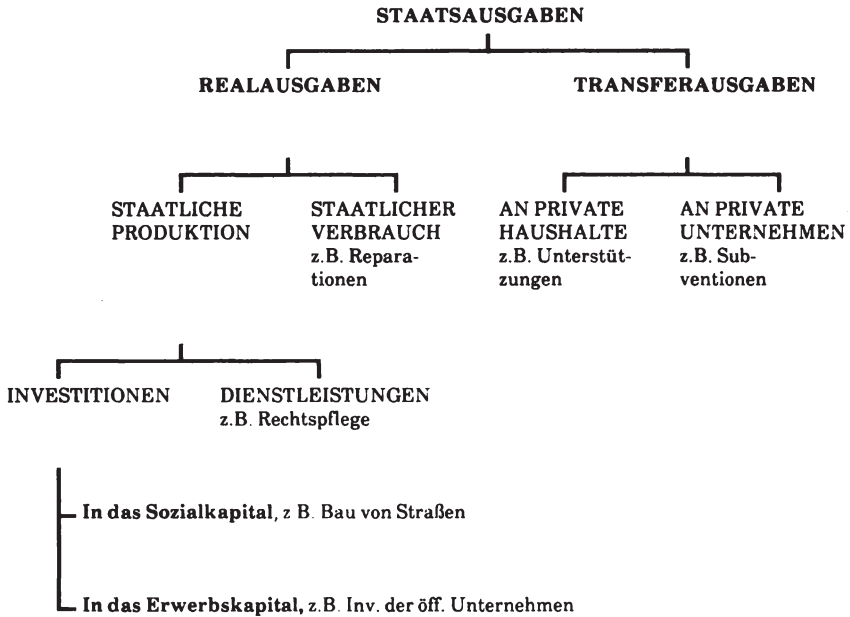 STAATSAUSGABEN
REALAUSGABEN
TRANSFERAUSGABEN
STAATLICHE
PRODUKTION
STAATLICHER
VERBRAUCH
z.B. Repara-
tionen
AN PRIVATE
HAUSHALTE
z.B. Unterstüt-
zungen
AN PRIVATE
UNTERNEHMEN
z.B. Sub-
ventionen
INVESTITIONEN
DIENSTLEISTUNGEN
z.B. Rechtspflege
In das Sozialkapital, z B. Bau von Straßen
In das Erwerbskapital, z.B. Inv. der öff. Unternehmen